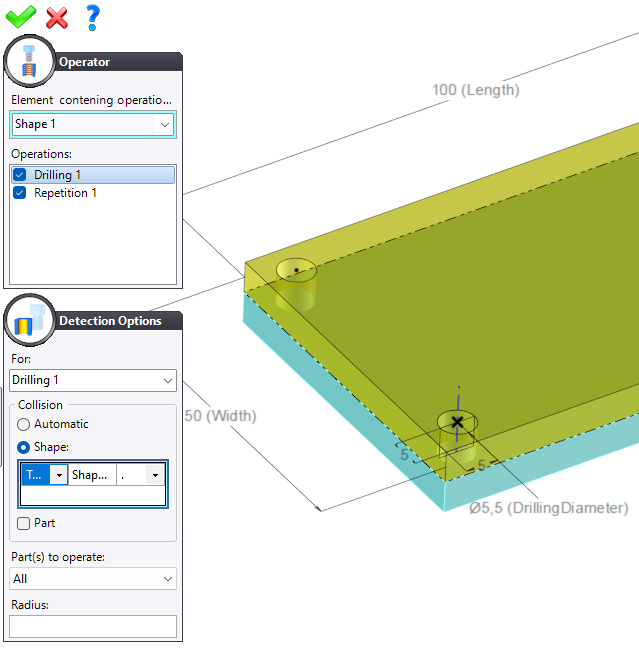 ?
Operator
Element contening operatio...
Shape 1
Operations:
Drilling 1
Repetition 1
Detection Options
For:
Drilling 1
Collision
Automatic
Shape:
T... Shap... .
Part
Part(s) to operate:
All
Radius:
100 (Length)
50 (Width)
5
5
Ø5,5 (DrillingDiameter)